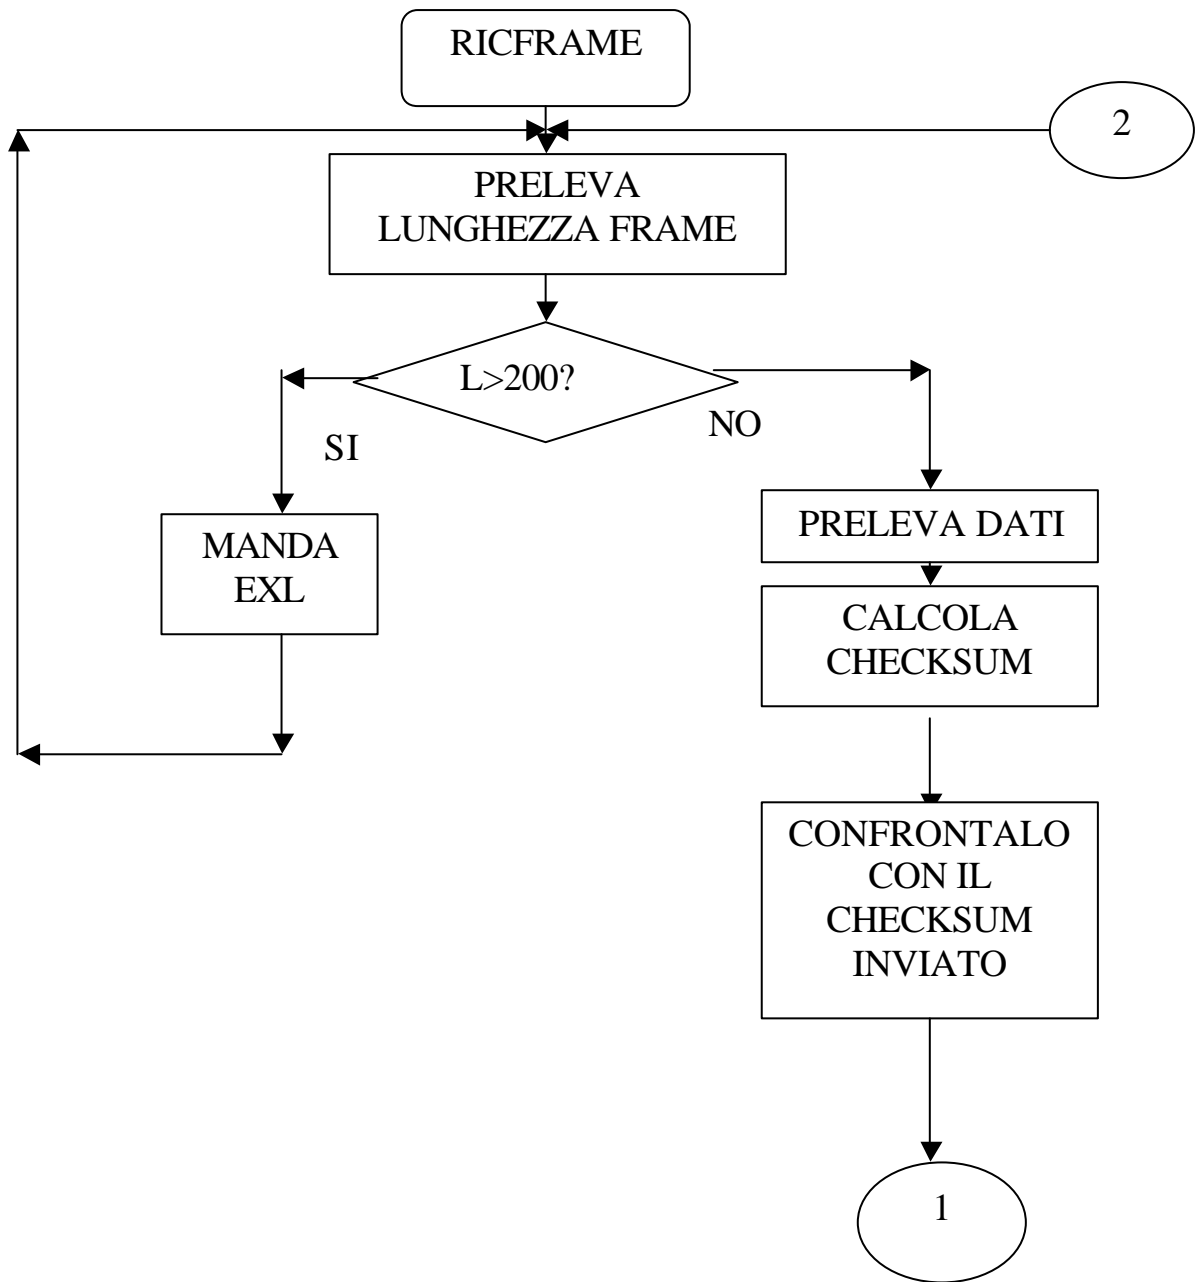 RICFRAME
2
PRELEVA
LUNGHEZZA FRAME
L>200?
NO
SI
PRELEVA DATI
MANDA
EXL
CALCOLA
CHECKSUM
CONFRONTALO
CON IL
CHECKSUM
INVIATO
1